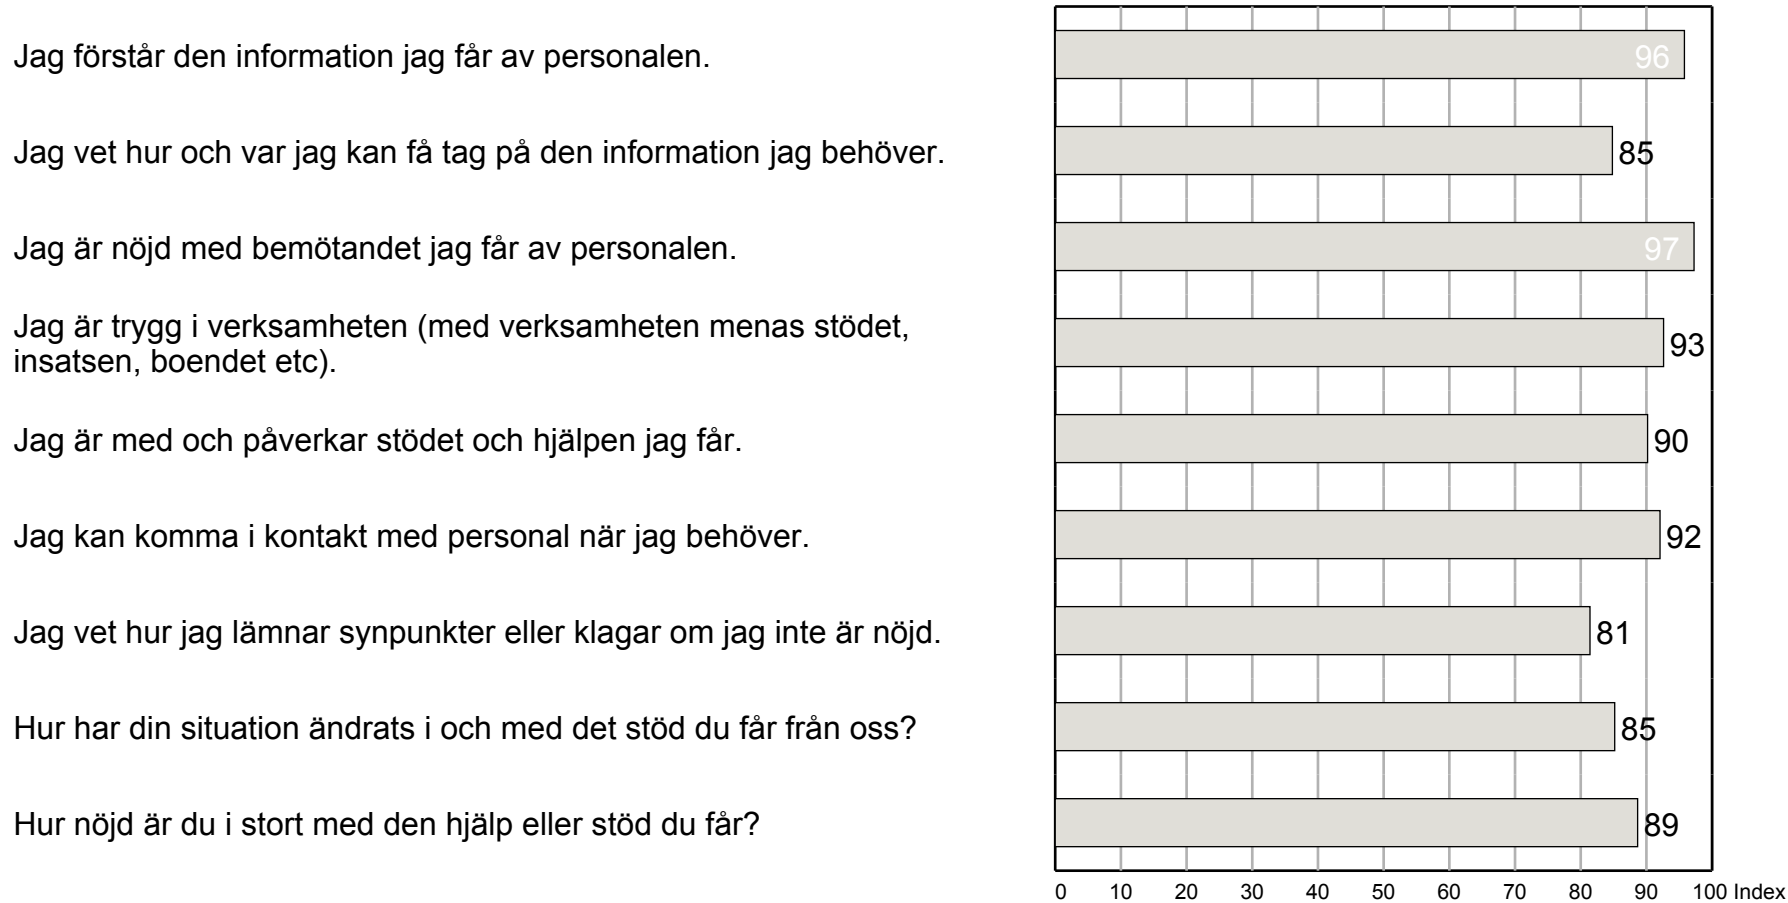 Jag förstår den information jag får av personalen.
96
Jag vet hur och var jag kan få tag på den information jag behöver.
85
Jag är nöjd med bemötandet jag får av personalen.
97
Jag är trygg i verksamheten (med verksamheten menas stödet,
insatsen, boendet etc).
93
Jag är med och påverkar stödet och hjälpen jag får.
90
Jag kan komma i kontakt med personal när jag behöver.
92
Jag vet hur jag lämnar synpunkter eller klagar om jag inte är nöjd.
81
Hur har din situation ändrats i och med det stöd du får från oss?
85
Hur nöjd är du i stort med den hjälp eller stöd du får?
89
0 10 20 30 40 50 60 70 80 90 100 Index